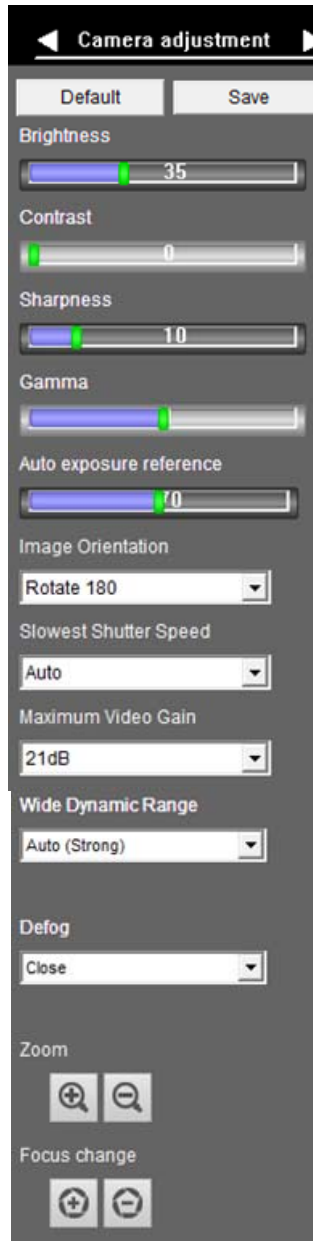 Camera adjustment
Default Save
Brightness
35
Contrast
0
Sharpness
10
Gamma
Auto exposure reference
70
Image Orientation
Rotate 180
Slowest Shutter Speed
Auto
Maximum Video Gain
21dB
Wide Dynamic Range
Auto (Strong)
Defog
Close
Zoom
Focus change